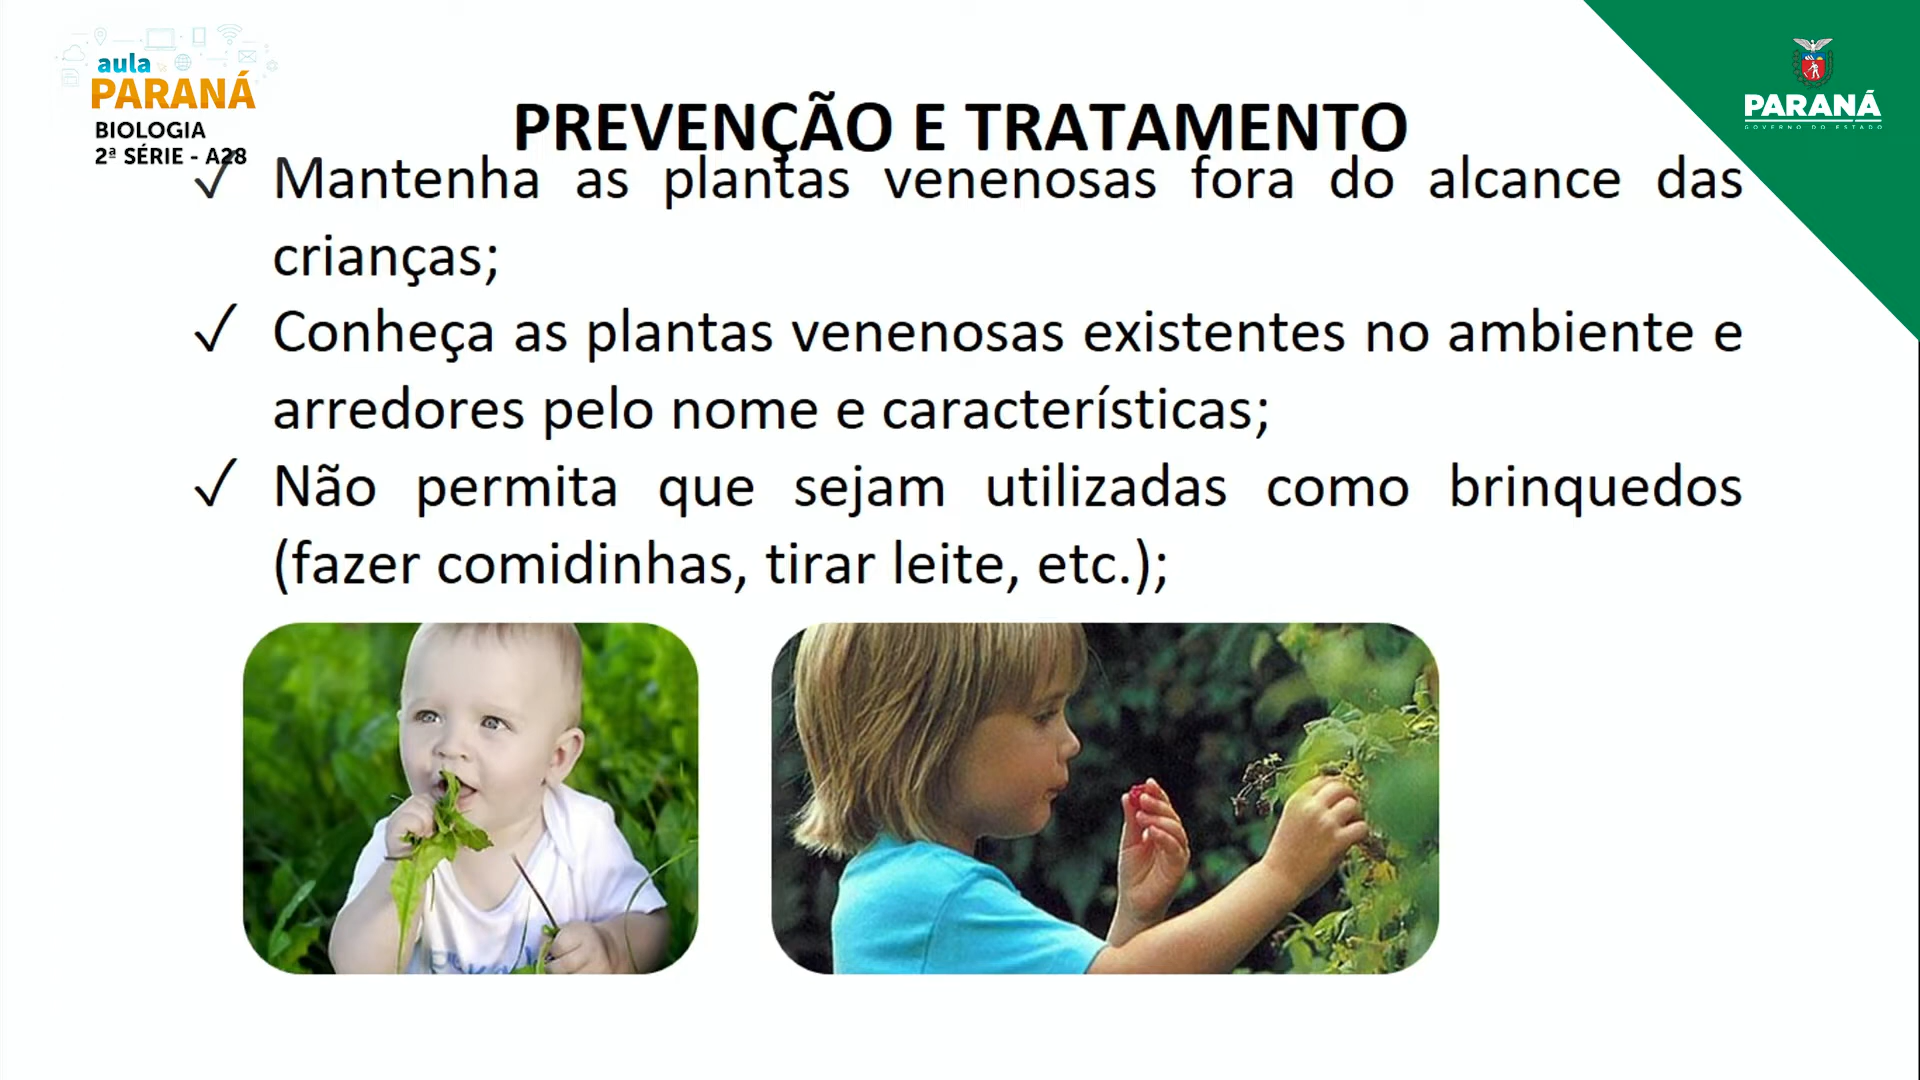 aula
PARANÁ
BIOLOGIA
2ª SÉRIE - A28
PARANÁ
GOVERNO DO ESTADO
PREVENÇÃO E TRATAMENTO
✓ Mantenha as plantas venenosas fora do alcance das
crianças;
✓ Conheça as plantas venenosas existentes no ambiente e
arredores pelo nome e características;
✓ Não permita que sejam utilizadas como brinquedos
(fazer comidinhas, tirar leite, etc.);